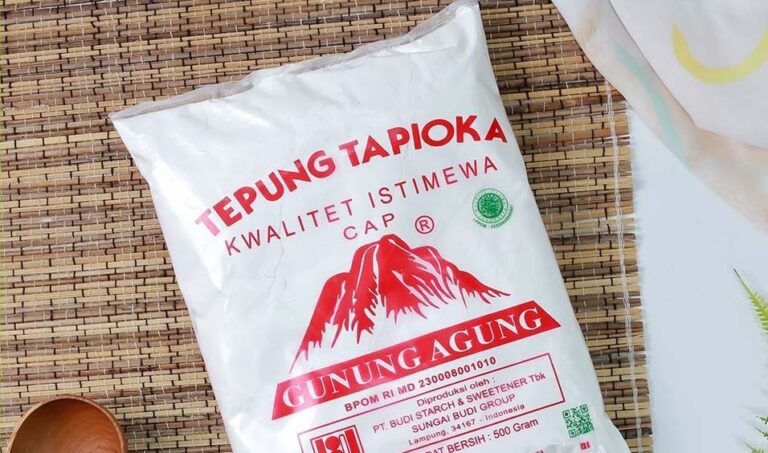 TEPUNG TAPIOKA
KWALITET ISTIMEWA
CAP ®
GUNUNG AGUNG
BPOM RI MD 230008001010
Diproduksi oleh :
PT. BUDI STARCH & SWEETENER Tbk
SUNGAI BUDI GROUP
Lampung, 34167 - Indonesia
BERSIH : 500 Gram